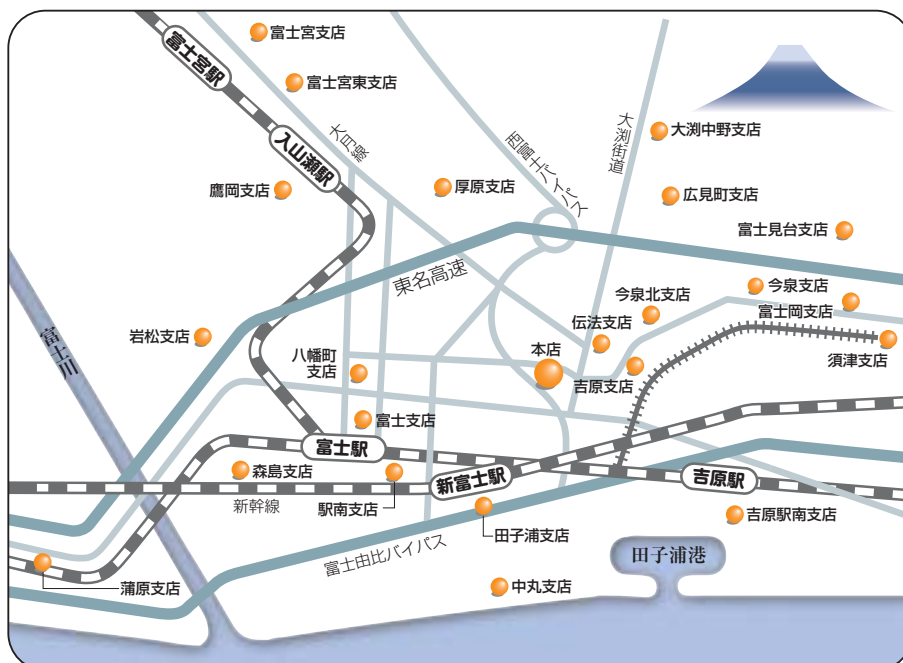 富士宮支店
富士宮駅
富士宮東支店
大月線
西富士バイパス
大渕街道
大渕中野支店
入山瀬駅
鷹岡支店
厚原支店
広見町支店
富士見台支店
東名高速
今泉支店
今泉北支店
富士岡支店
伝法支店
須津支店
岩松支店
富士川
八幡町
支店
本店
吉原支店
富士支店
富士駅
森島支店
新富士駅
吉原駅
新幹線
駅南支店
吉原駅南支店
田子浦支店
富士由比バイパス
田子浦港
蒲原支店
中丸支店